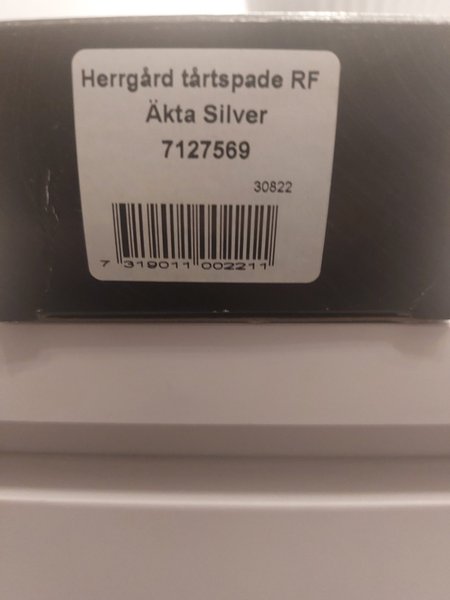 Herrgård tårtspade RF
Äkta Silver
7127569
30822
7 319011 002211